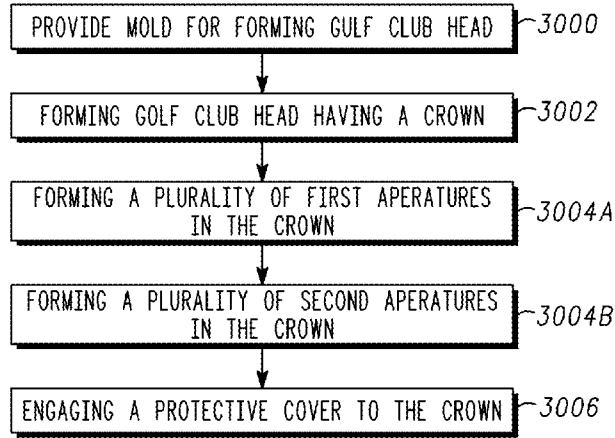 PROVIDE MOLD FOR FORMING GULF CLUB HEAD 3000
FORMING GOLF CLUB HEAD HAVING A CROWN 3002
FORMING A PLURALITY OF FIRST APERATURES
IN THE CROWN 3004A
FORMING A PLURALITY OF SECOND APERATURES
IN THE CROWN 3004B
ENGAGING A PROTECTIVE COVER TO THE CROWN 3006